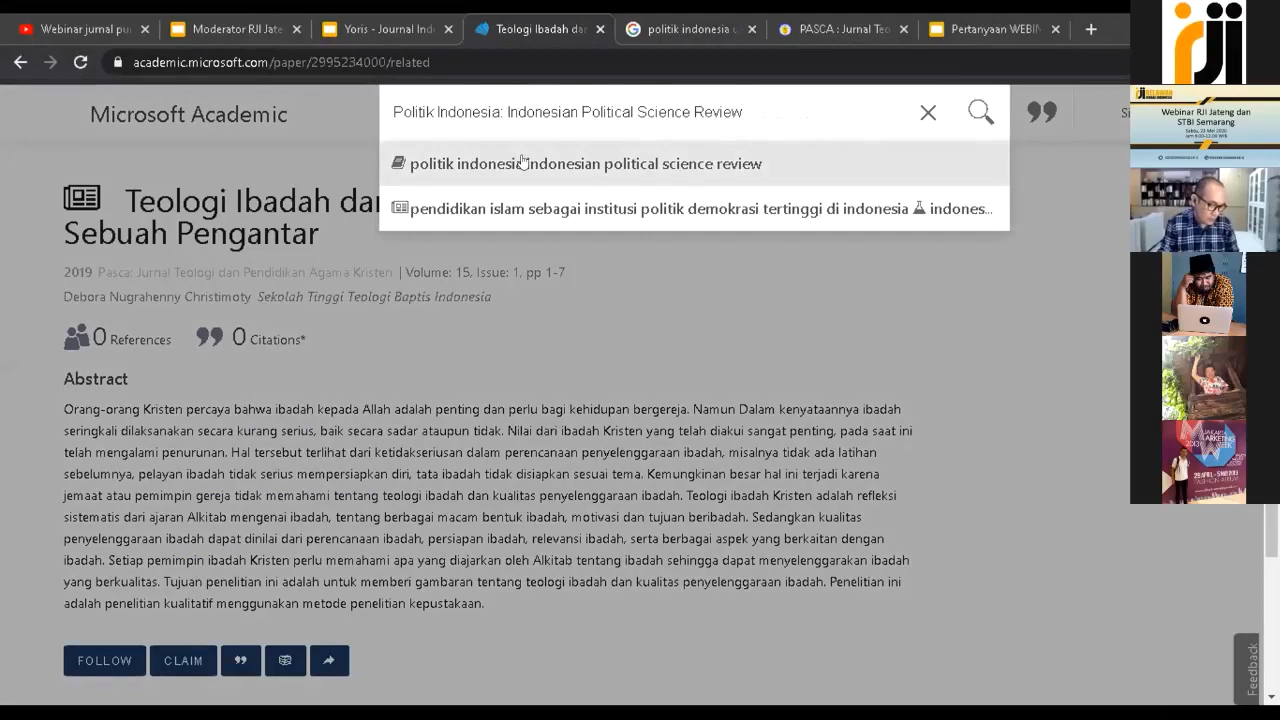 Webinar jurnal pu
Moderator RJI Jate
Yoris - Journal Ind
Teologi Ibadah dar
politik indonesia
PASCA : Jurnal Teo
Pertanyaan WEBIN
academic.microsoft.com/paper/2995234000/related
Microsoft Academic
Politik Indonesia: Indonesian Political Science Review
politik indonesia indonesian political science review
pendidikan islam sebagai institusi politik demokrasi tertinggi di indonesia indones...
Teologi Ibadah dan
Sebuah Pengantar
2019 Pasca: Jurnal Teologi dan Pendidikan Agama Kristen | Volume: 15, Issue: 1, pp 1-7
Debora Nugrahenny Christimoty Sekolah Tinggi Teologi Baptis Indonesia
0 References
0 Citations*
Abstract
Orang-orang Kristen percaya bahwa ibadah kepada Allah adalah penting dan perlu bagi kehidupan bergereja. Namun Dalam kenyataannya ibadah
seringkali dilaksanakan secara kurang serius, baik secara sadar ataupun tidak. Nilai dari ibadah Kristen yang telah diakui sangat penting, pada saat ini
telah mengalami penurunan. Hal tersebut terlihat dari ketidakseriusan dalam perencanaan penyelenggaraan ibadah, misalnya tidak ada latihan
sebelumnya, pelayan ibadah tidak serius mempersiapkan diri, tata ibadah tidak disiapkan sesuai tema. Kemungkinan besar hal ini terjadi karena
jemaat atau pemimpin gereja tidak memahami tentang teologi ibadah dan kualitas penyelenggaraan ibadah. Teologi ibadah Kristen adalah refleksi
sistematis dari ajaran Alkitab mengenai ibadah, tentang berbagai macam bentuk ibadah, motivasi dan tujuan beribadah. Sedangkan kualitas
penyelenggaraan ibadah dapat dinilai dari perencanaan ibadah, persiapan ibadah, relevansi ibadah, serta berbagai aspek yang berkaitan dengan
ibadah. Setiap pemimpin ibadah Kristen perlu memahami apa yang diajarkan oleh Alkitab tentang ibadah sehingga dapat menyelenggarakan ibadah
yang berkualitas. Tujuan penelitian ini adalah untuk memberi gambaran tentang teologi ibadah dan kualitas penyelenggaraan ibadah. Penelitian ini
adalah penelitian kualitatif menggunakan metode penelitian kepustakaan.
FOLLOW
CLAIM
Feedback
rji
Webinar RJI Jateng dan
STBI Semarang
Sabtu, 23 Mei 2020
JAKARTA
MARKETING
WEEK
2013